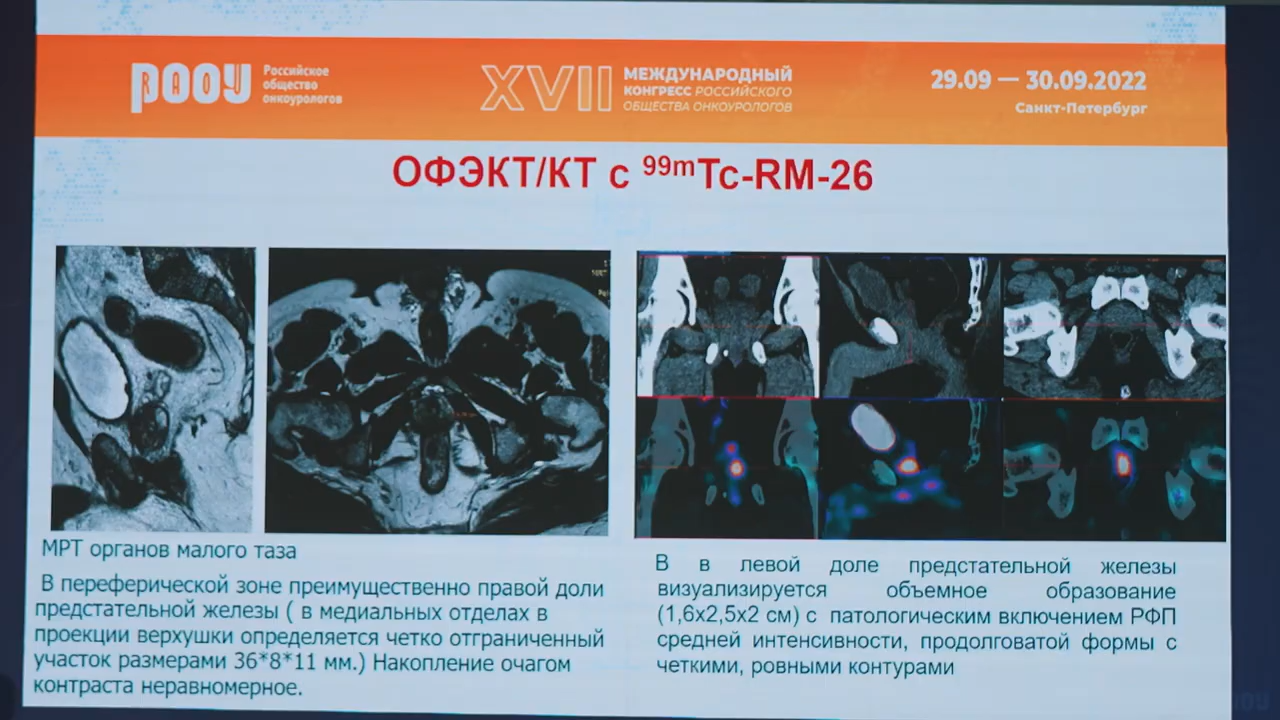 РООУ
RAOU
Российское
общество
онкоурологов
XVII
МЕЖДУНАРОДНЫЙ
КОНГРЕСС РОССИЙСКОГО
ОБЩЕСТВА ОНКОУРОЛОГОВ
29.09 — 30.09.2022
Санкт-Петербург
ОФЭКТ/КТ с 99mTc-RM-26
МРТ органов малого таза
В переферической зоне преимущественно правой доли
предстательной железы ( в медиальных отделах в
проекции верхушки определяется четко отграниченный
участок размерами 36*8*11 мм.) Накопление очагом
контраста неравномерное.
В в левой доле предстательной железы
визуализируется объемное образование
(1,6х2,5х2 см) с патологическим включением РФП
средней интенсивности, продолговатой формы с
четкими, ровными контурами